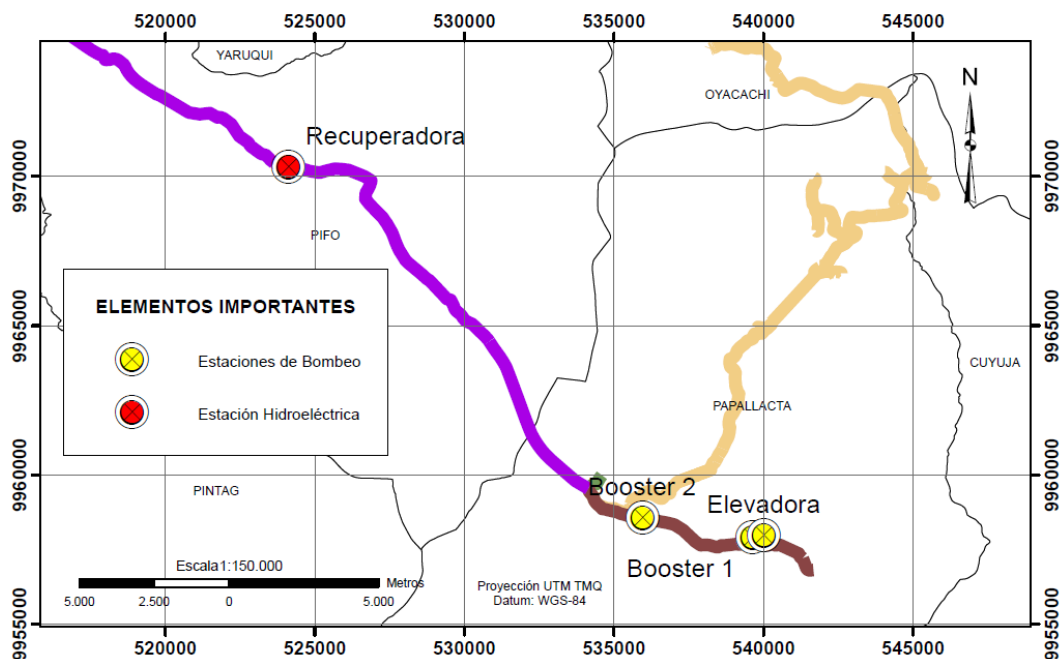 520000 525000 530000 535000 540000 545000
YARUQUI
OYACACHI
N
Recuperadora
9970000 9970000
PIFO
ELEMENTOS IMPORTANTES
Estaciones de Bombeo
Estación Hidroeléctrica
9965000 9965000
CUYUJA
PAPALLACTA
9960000 9960000
PINTAG
Booster 2
Elevadora
Booster 1
Escala1:150.000
Metros
5.000 2.500 0 5.000
Proyección UTM TMQ
Datum: WGS-84
9955000 9955000
520000 525000 530000 535000 540000 545000